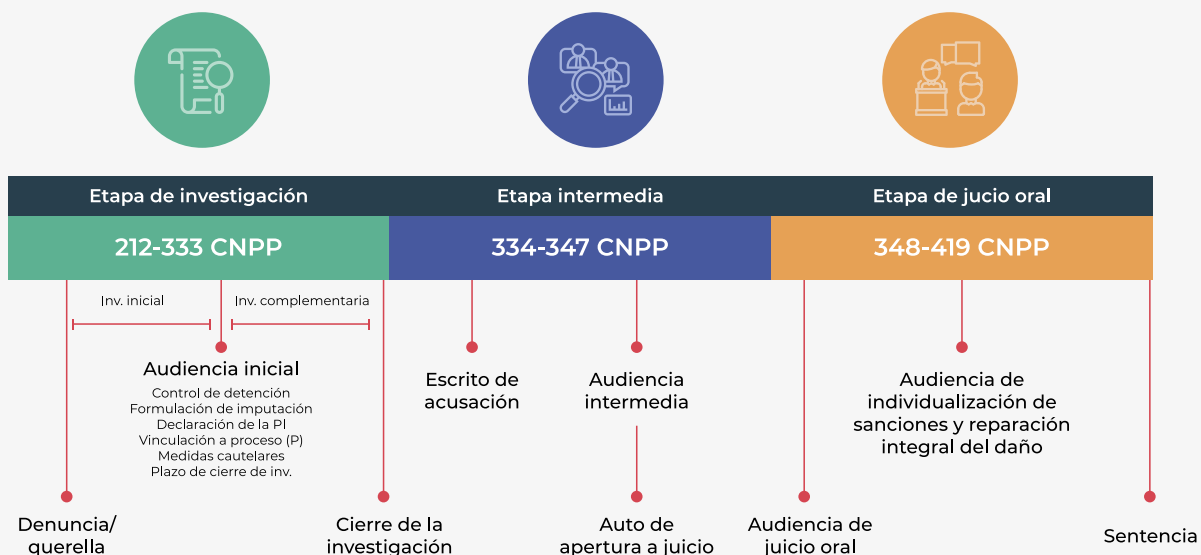 Etapa de investigación
Etapa intermedia
Etapa de jucio oral
212-333 CNPP
334-347 CNPP
348-419 CNPP
Inv. inicial
Inv. complementaria
Audiencia inicial
Control de detención
Formulación de imputación
Declaración de la PI
Vinculación a proceso (P)
Medidas cautelares
Plazo de cierre de inv.
Escrito de
acusación
Audiencia
intermedia
Audiencia de
individualización de
sanciones y reparación
integral del daño
Denuncia/
querella
Cierre de la
investigación
Auto de
apertura a juicio
Audiencia de
juicio oral
Sentencia